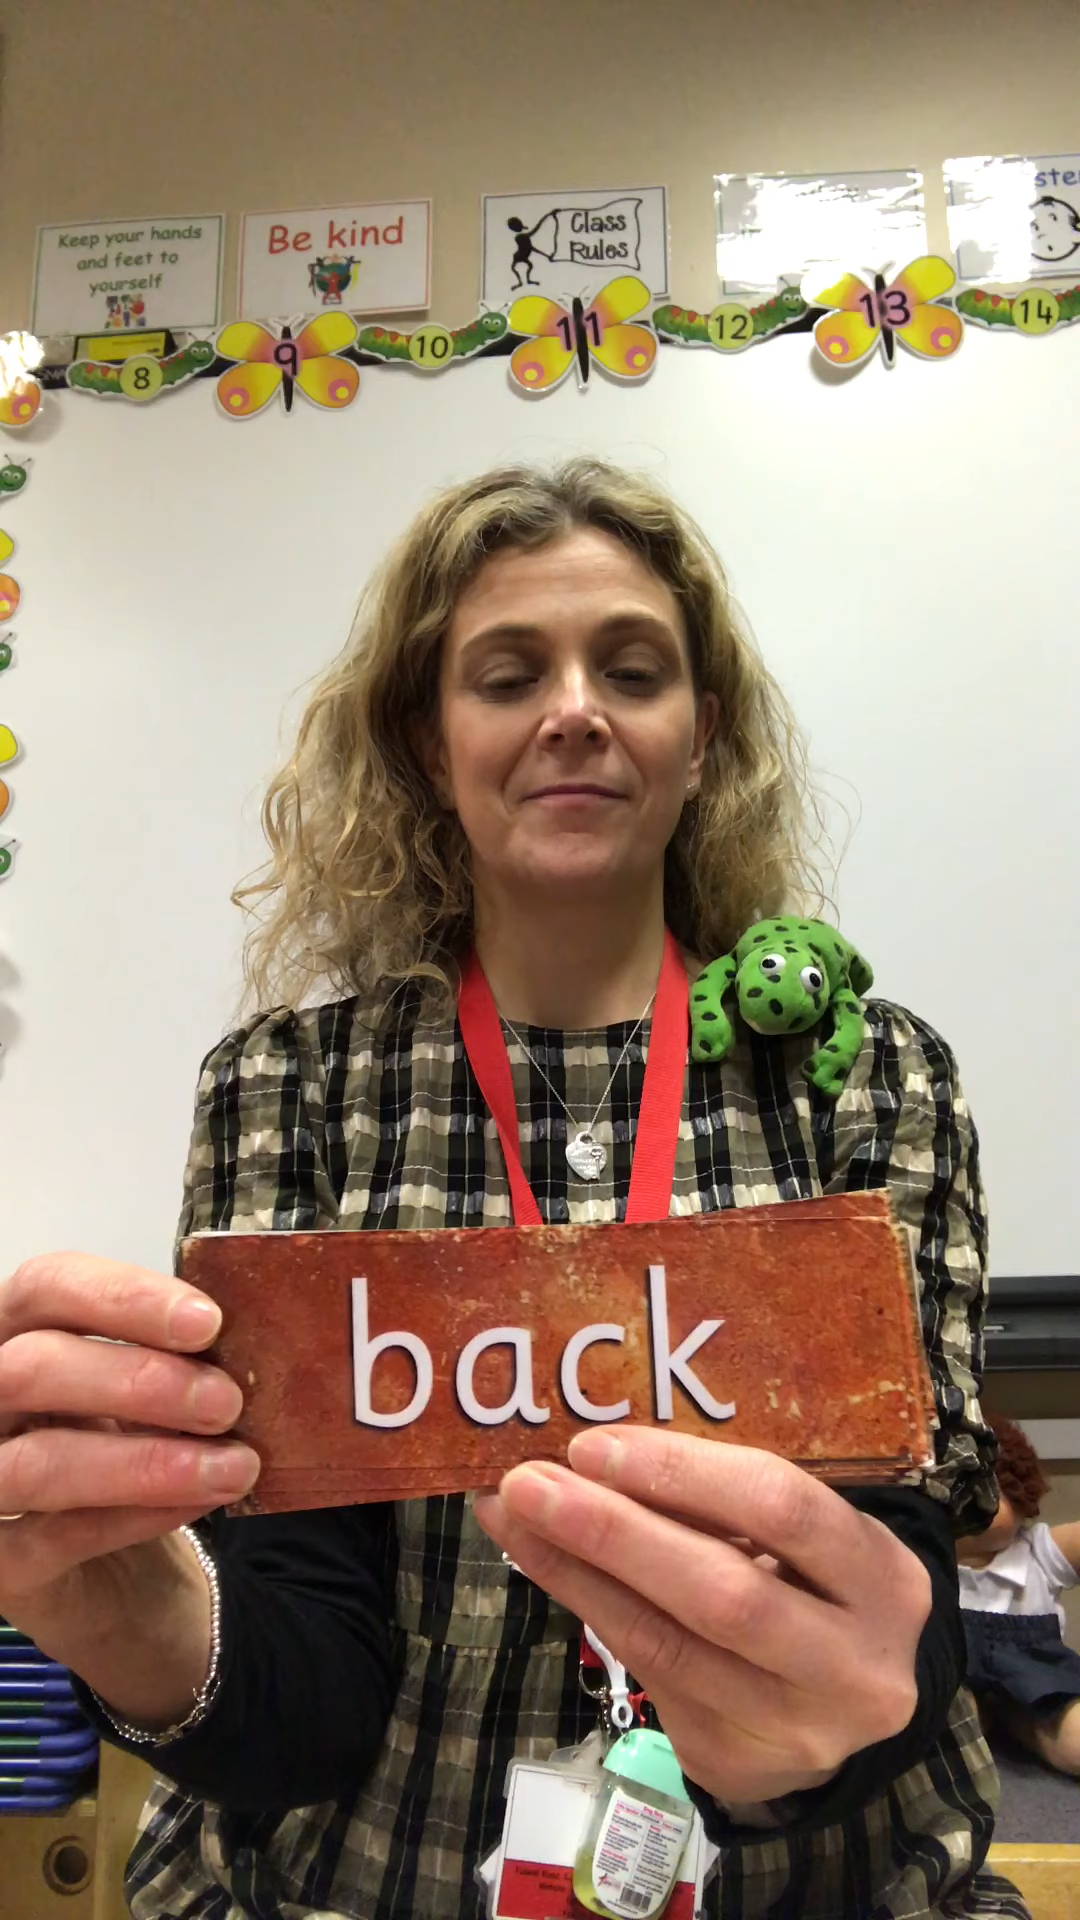 Keep your hands
and feet to
yourself
Be kind
Class
Rules
8
9
10
11
12
13
14
back